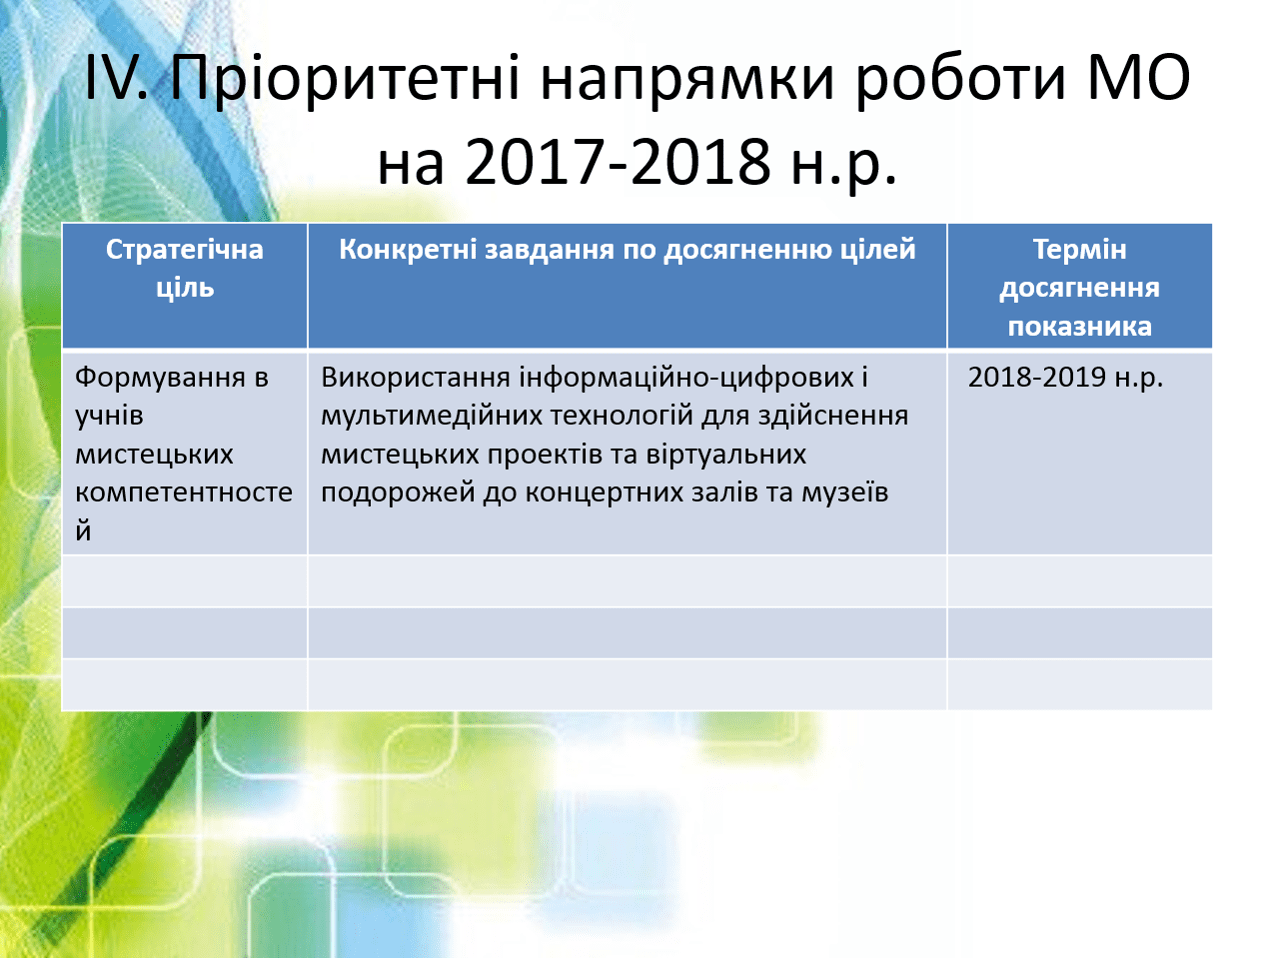 IV. Пріоритетні напрямки роботи МО
на 2017-2018 н.р.
Стратегічна
ціль
Конкретні завдання по досягненню цілей
Термін
досягнення
показника
Формування в
учнів
мистецьких
компетентносте
й
Використання інформаційно-цифрових і
мультимедійних технологій для здійснення
мистецьких проектів та віртуальних
подорожей до концертних залів та музеїв
2018-2019 н.р.